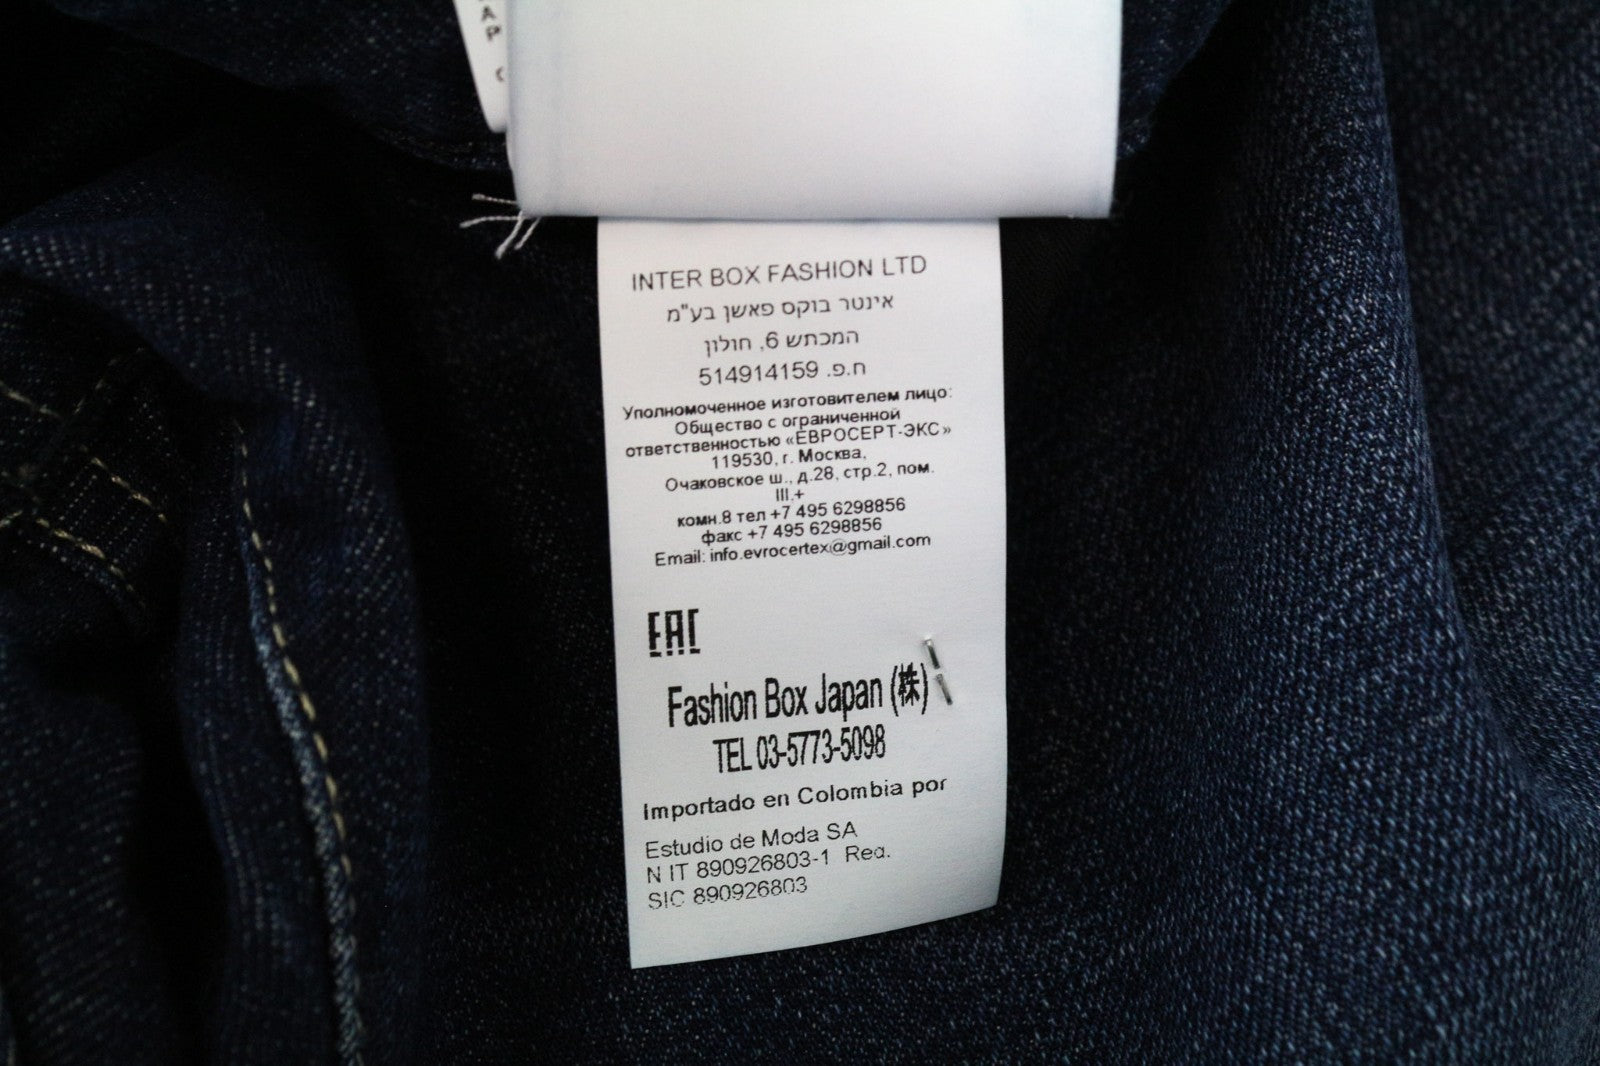 INTER BOX FASHION LTD
אינטר בוקס פאשן בע"מ
המכתש 6, חולון
ח.פ. 514914159
Уполномоченное изготовителем лицо:
Общество с ограниченной
ответственностью «ЕВРОСЕРТ-ЭКС»
119530, г. Москва,
Очаковское ш., д.28, стр.2, пом.
III.+
комн.8 тел +7 495 6298856
факс +7 495 6298856
Email: info.evrocertex@gmail.com
EAC
Fashion Box Japan (株)
TEL 03-5773-5098
Importado en Colombia por
Estudio de Moda SA
N IT 890926803-1 Reg.
SIC 890926803